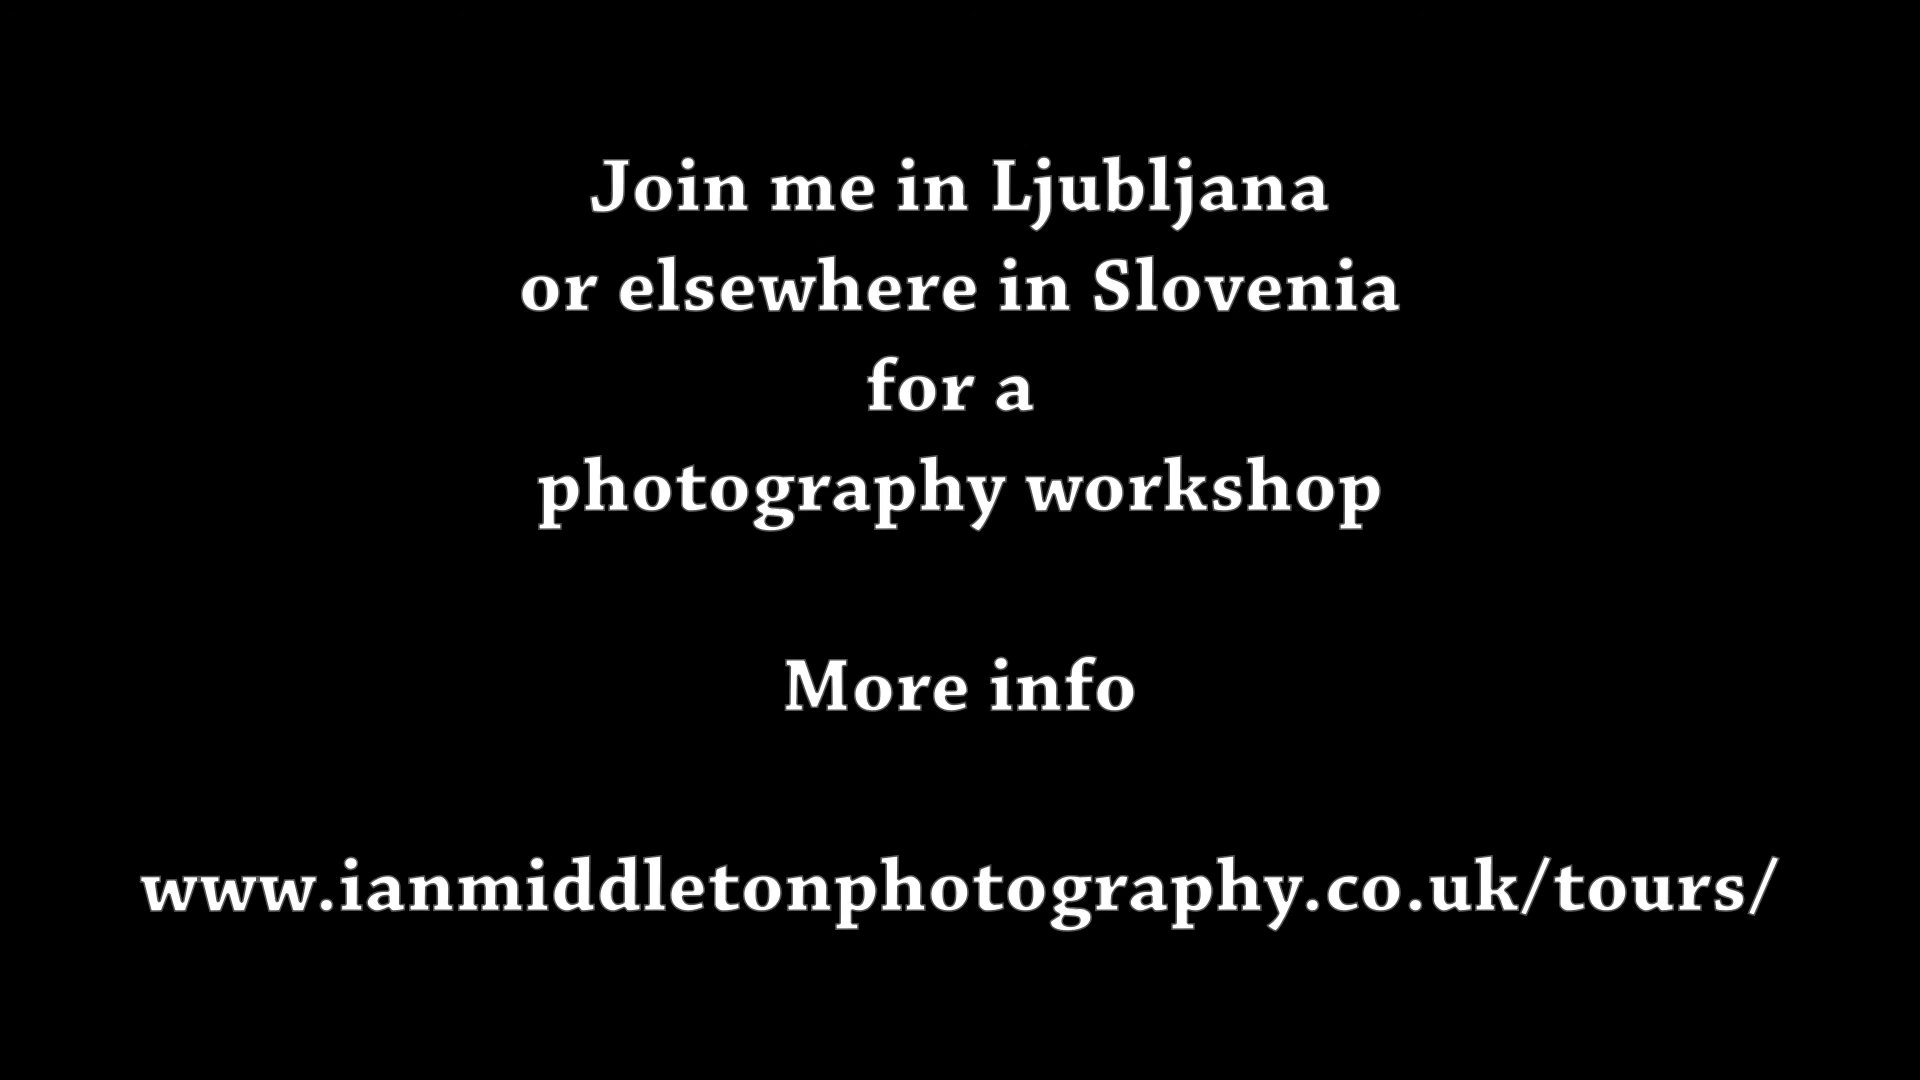 Join me in Ljubljana
or elsewhere in Slovenia
for a
photography workshop
More info
www.ianmiddletonphotography.co.uk/tours/